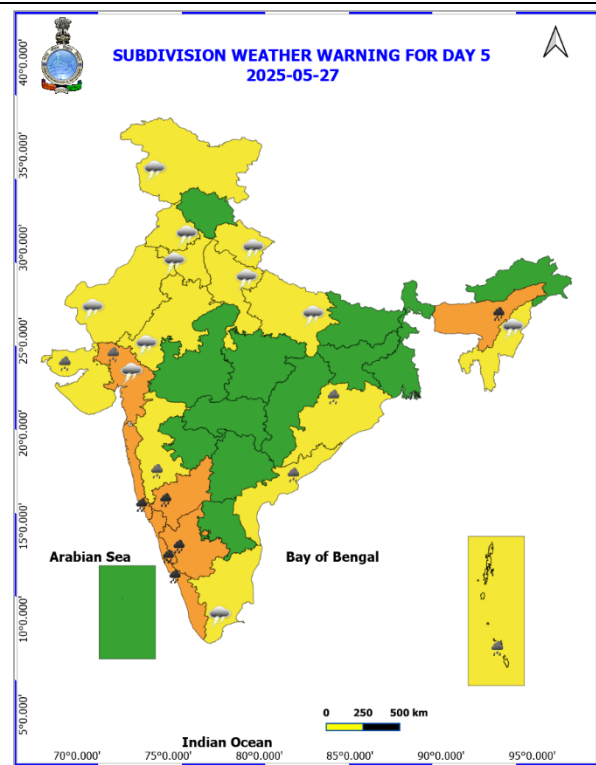 SUBDIVISION WEATHER WARNING FOR DAY 5
2025-05-27
40°0.000'
35°0.000'
30°0.000'
25°0.000'
20°0.000'
15°0.000'
10°0.000'
5°0.000'
Arabian Sea
Bay of Bengal
0 250 500 km
Indian Ocean
70°0.000' 75°0.000' 80°0.000' 85°0.000' 90°0.000' 95°0.000'